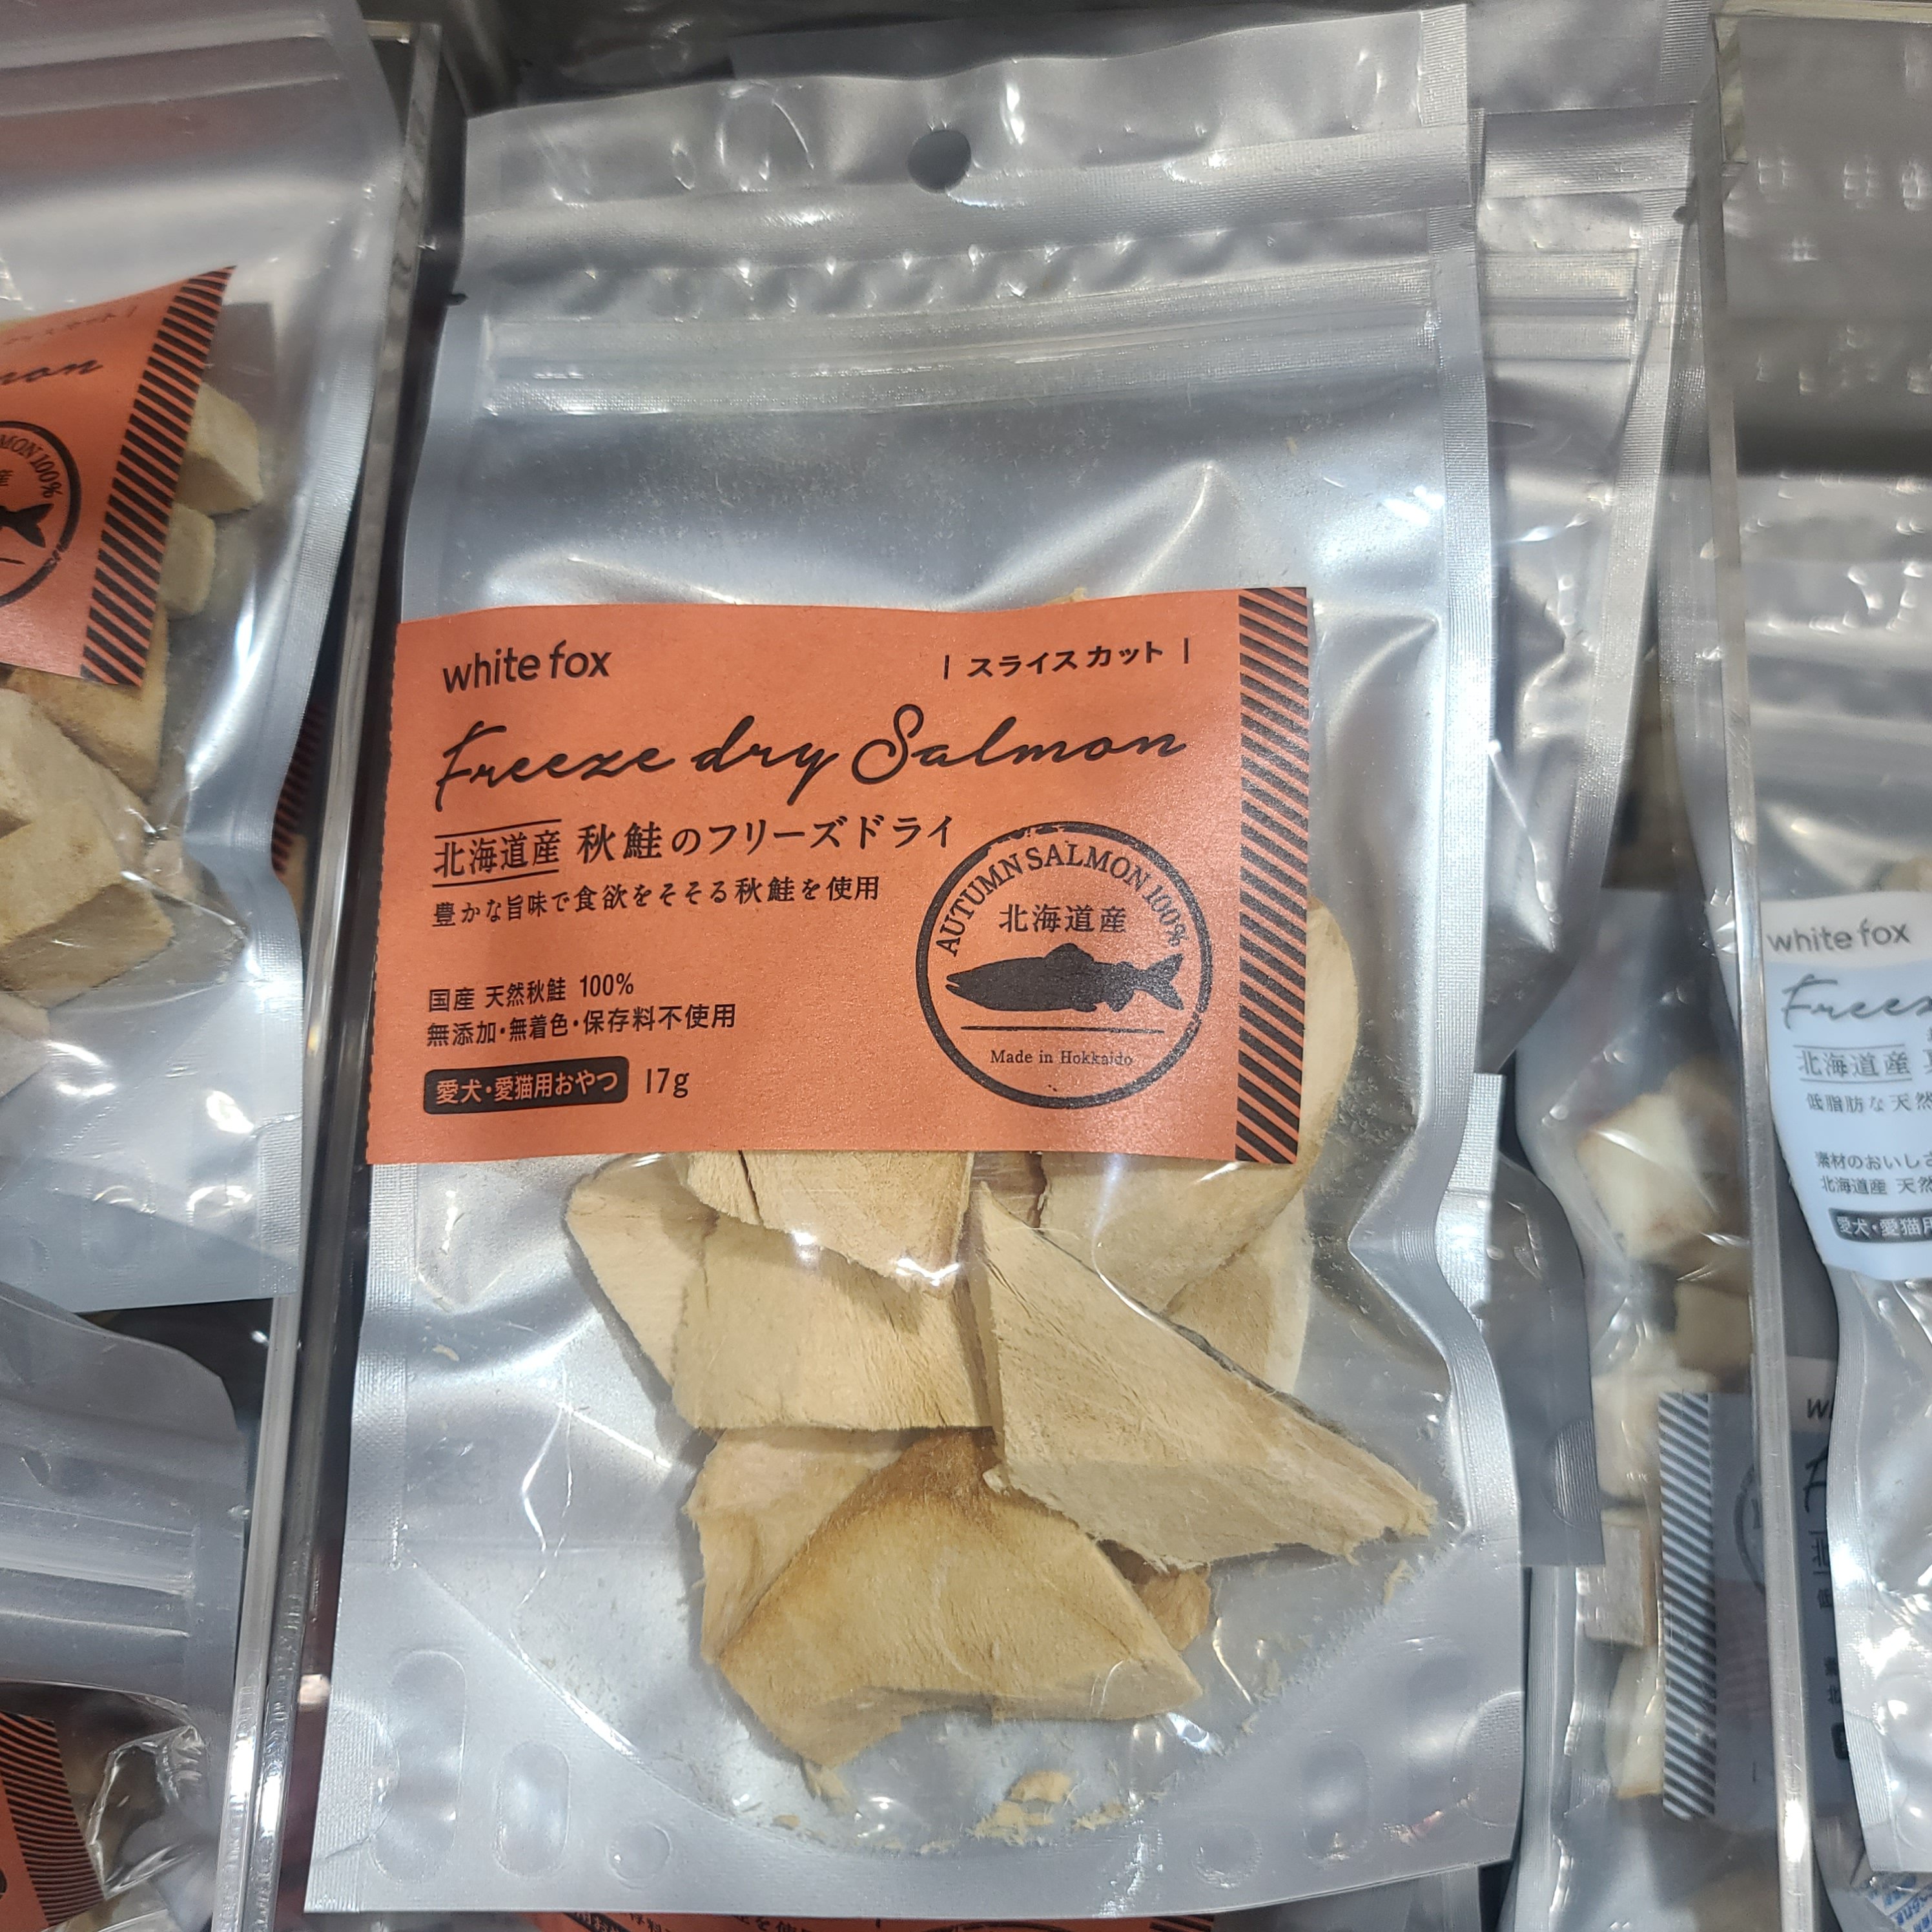 white fox
| スライスカット |
Freeze dry Salmon
北海道産 秋鮭のフリーズドライ
豊かな旨味で食欲をそそる秋鮭を使用
国産 天然秋鮭 100%
無添加・無着色・保存料不使用
愛犬・愛猫用おやつ 17g
AUTUMN SALMON 100%
北海道産
Made in Hokkaido
MON 100%
産
white fox
北海道産
低脂肪な天然
素材のおいしさ
北海道産 天然
愛犬・愛猫用